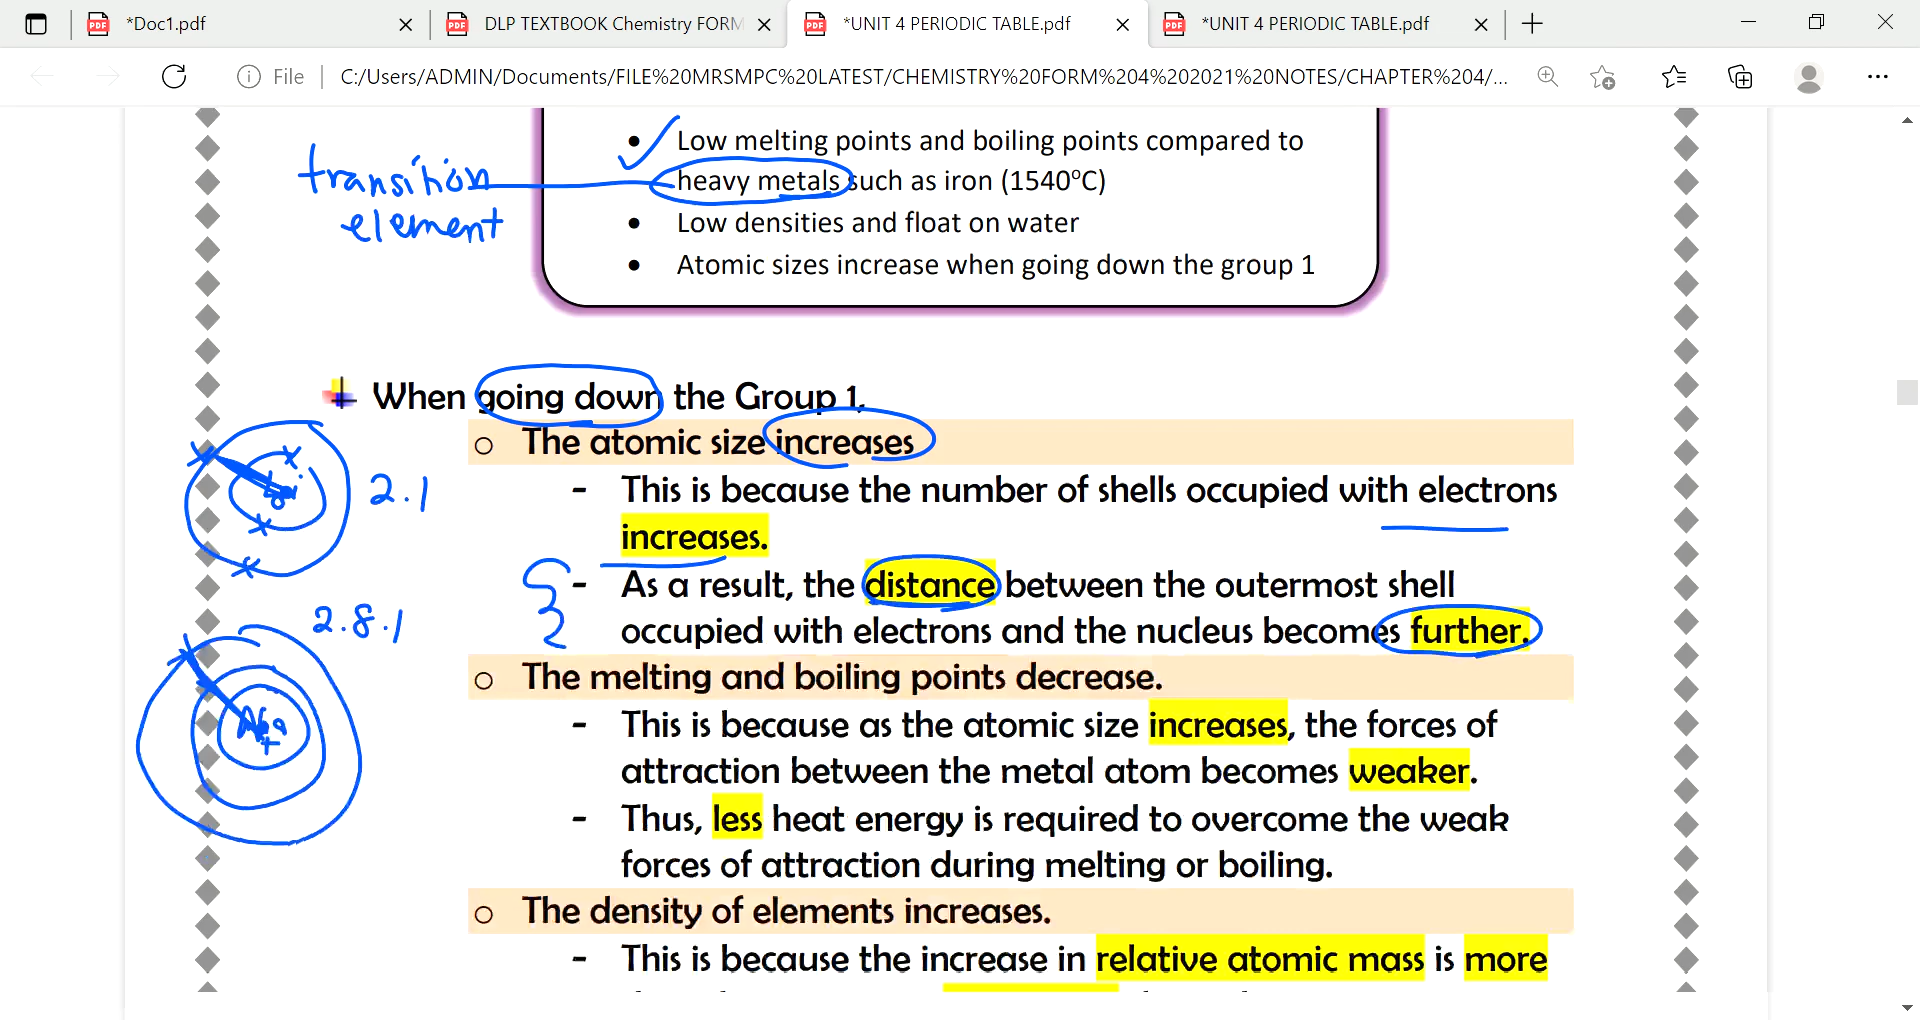 *Doc1.pdf
DLP TEXTBOOK Chemistry FORM
*UNIT 4 PERIODIC TABLE.pdf
*UNIT 4 PERIODIC TABLE.pdf
File
C:/Users/ADMIN/Documents/FILE%20MRSMPC%20LATEST/CHEMISTRY%20FORM%204%202021%20NOTES/CHAPTER%204/...
• Low melting points and boiling points compared to
heavy metals such as iron (1540⁰C)
transition
element
• Low densities and float on water
• Atomic sizes increase when going down the group 1
When going down the Group 1,
o The atomic size increases
- This is because the number of shells occupied with electrons
increases.
2.1
- As a result, the distance between the outermost shell
occupied with electrons and the nucleus becomes further.
2.8.1
o The melting and boiling points decrease.
- This is because as the atomic size increases, the forces of
attraction between the metal atom becomes weaker.
- Thus, less heat energy is required to overcome the weak
forces of attraction during melting or boiling.
o The density of elements increases.
- This is because the increase in relative atomic mass is more